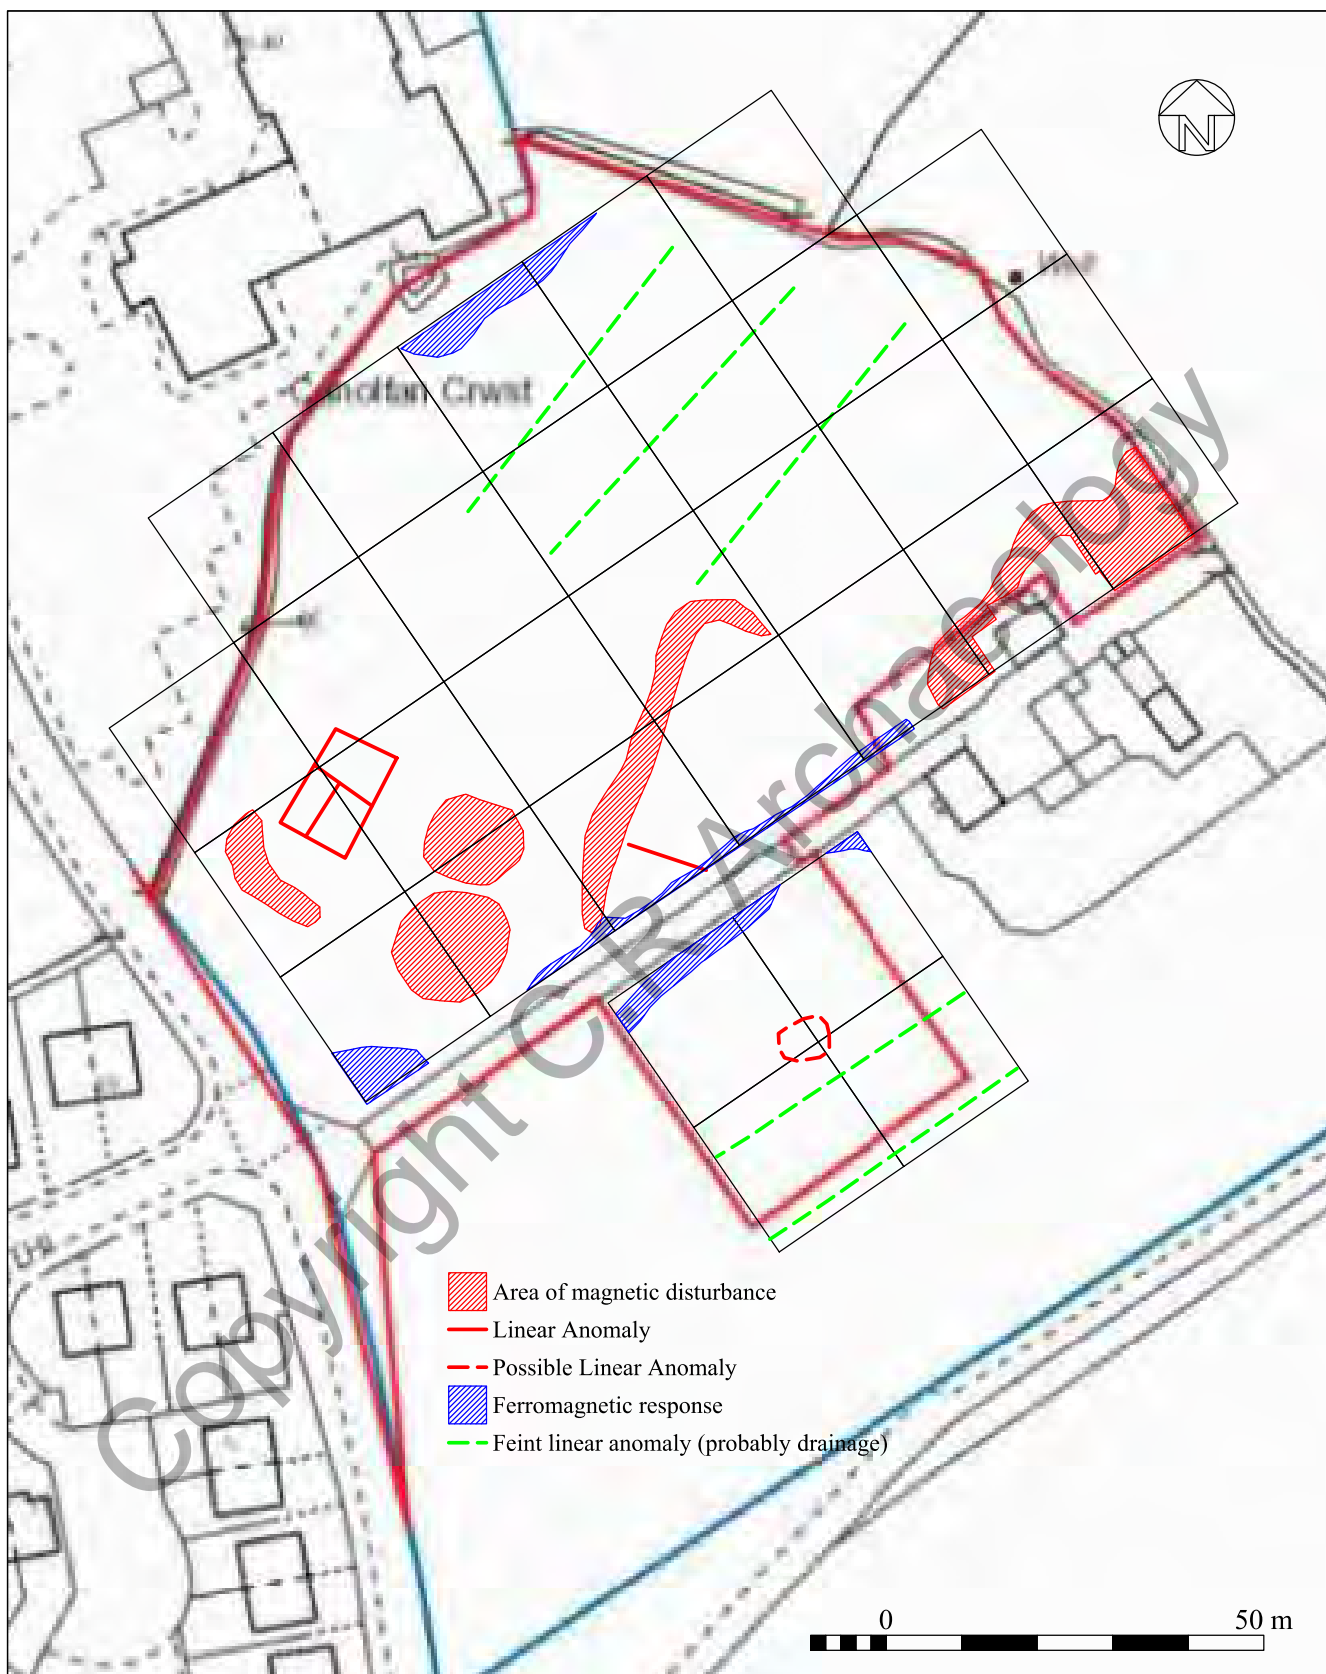 Canolfan Crwst
Well
Copyright C R Archaeology
Area of magnetic disturbance
Linear Anomaly
Possible Linear Anomaly
Ferromagnetic response
Feint linear anomaly (probably drainage)
N
0 50 m